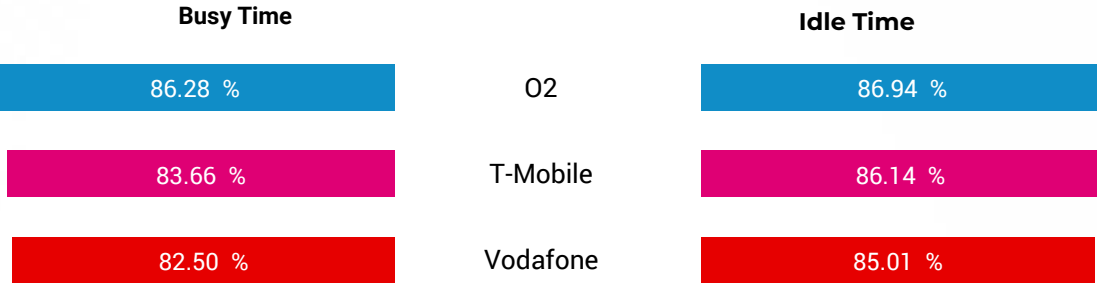 Busy Time
Idle Time
86.28 %
O2
86.94 %
83.66 %
T-Mobile
86.14 %
82.50 %
Vodafone
85.01 %